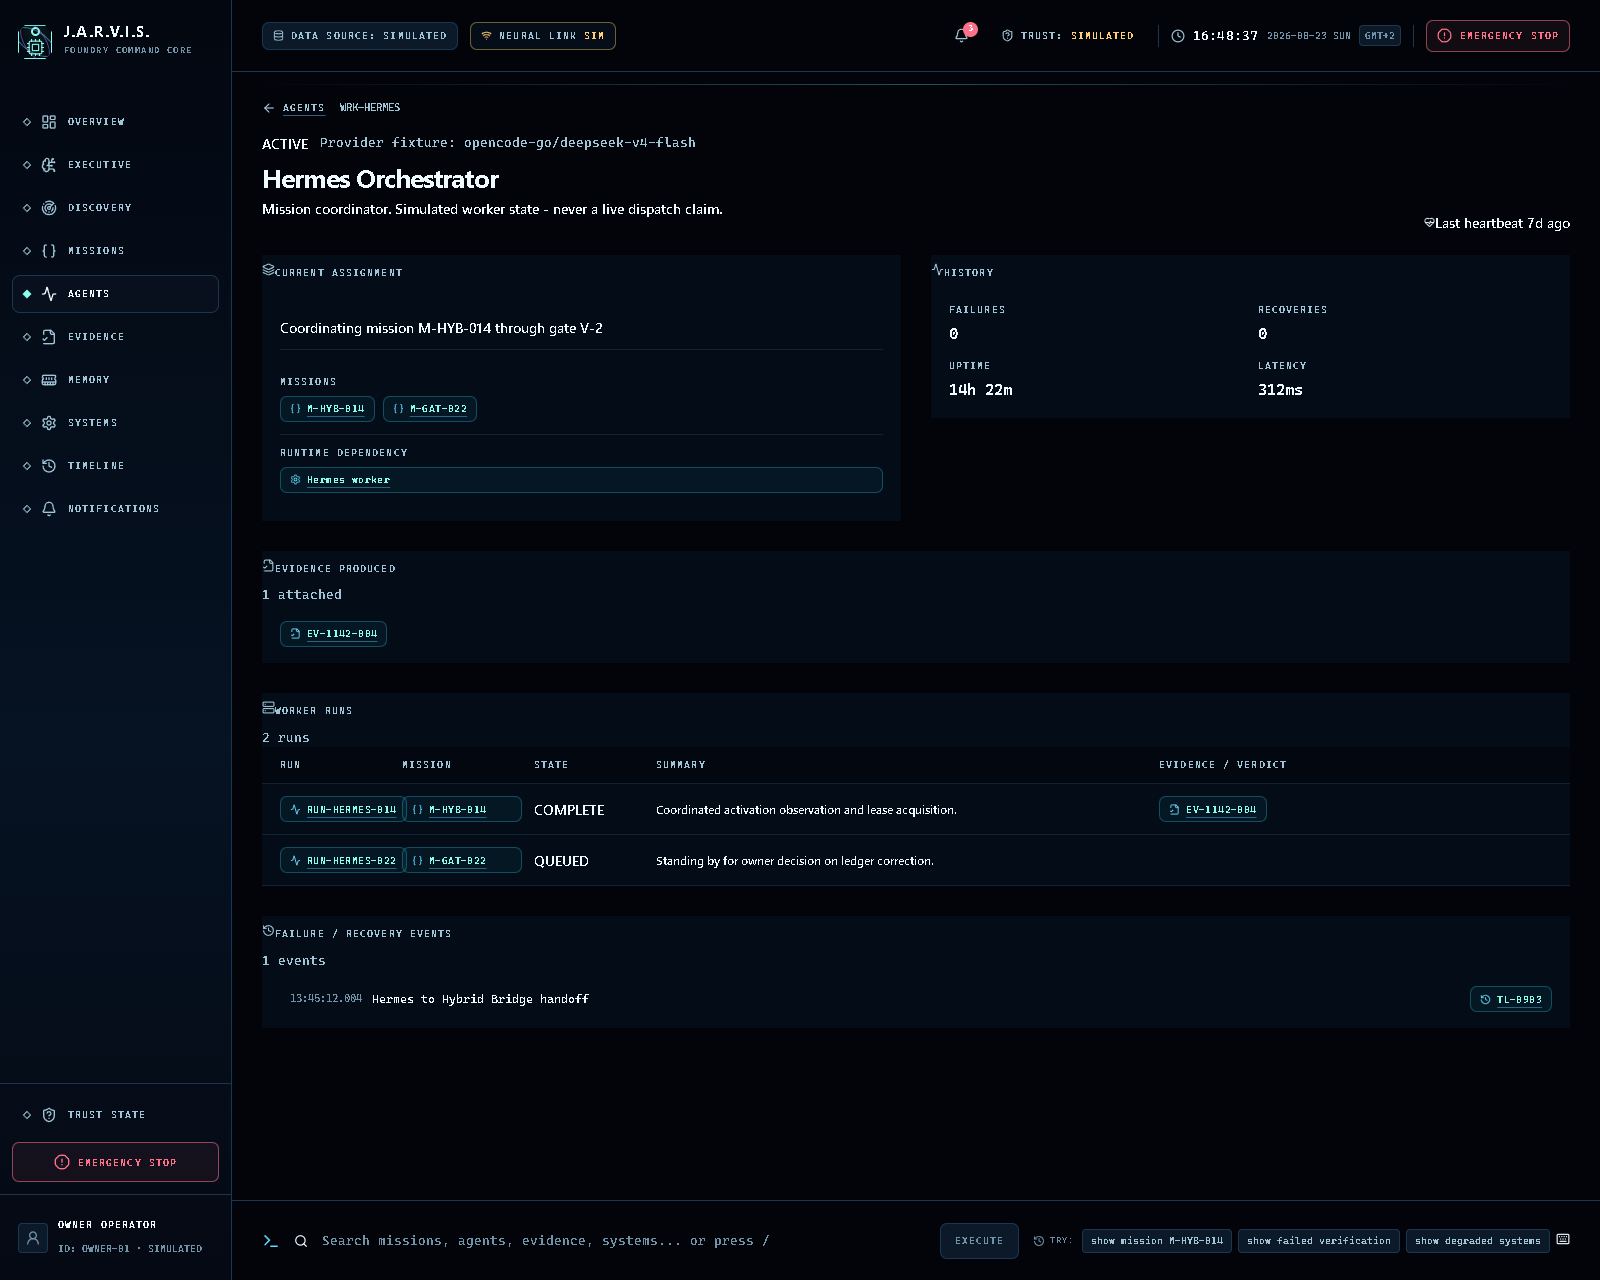 J.A.R.V.I.S.
FOUNDRY COMMAND CORE
OVERVIEW
EXECUTIVE
DISCOVERY
MISSIONS
AGENTS
EVIDENCE
MEMORY
SYSTEMS
TIMELINE
NOTIFICATIONS
TRUST STATE
EMERGENCY STOP
OWNER OPERATOR
ID: OWNER-01 • SIMULATED
DATA SOURCE: SIMULATED
NEURAL LINK SIM
3
TRUST: SIMULATED
16:48:37 2026-08-23 SUN GMT+2
EMERGENCY STOP
AGENTS WRK-HERMES
ACTIVE Provider fixture: opencode-go/deepseek-v4-flash
Hermes Orchestrator
Mission coordinator. Simulated worker state - never a live dispatch claim.
Last heartbeat 7d ago
CURRENT ASSIGNMENT
Coordinating mission M-HYB-014 through gate V-2
MISSIONS
M-HYB-014 M-GAT-022
RUNTIME DEPENDENCY
Hermes worker
HISTORY
FAILURES RECOVERIES
0 0
UPTIME LATENCY
14h 22m 312ms
EVIDENCE PRODUCED
1 attached
EV-1142-004
WORKER RUNS
2 runs
RUN MISSION STATE SUMMARY EVIDENCE / VERDICT
RUN-HERMES-014 M-HYB-014 COMPLETE Coordinated activation observation and lease acquisition. EV-1142-004
RUN-HERMES-022 M-GAT-022 QUEUED Standing by for owner decision on ledger correction.
FAILURE / RECOVERY EVENTS
1 events
13:45:12.004 Hermes to Hybrid Bridge handoff TL-0903
Search missions, agents, evidence, systems... or press /
EXECUTE
TRY: show mission M-HYB-014 show failed verification show degraded systems